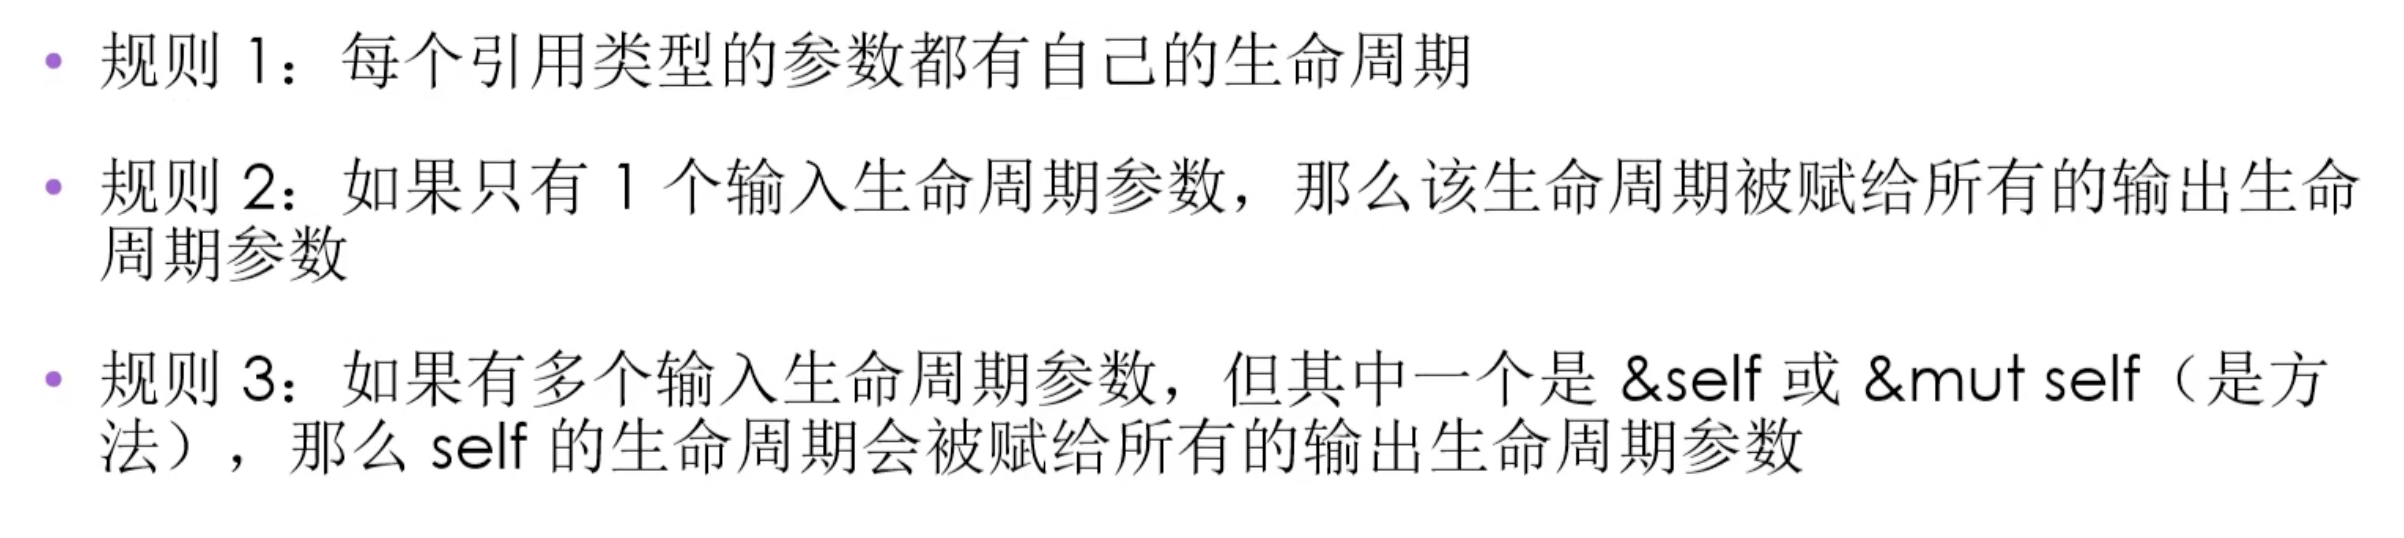 • 规则 1：每个引用类型的参数都有自己的生命周期
• 规则 2：如果只有 1 个输入生命周期参数，那么该生命周期被赋给所有的输出生命
周期参数
• 规则 3：如果有多个输入生命周期参数，但其中一个是 &self 或 &mut self（是方
法），那么 self 的生命周期会被赋给所有的输出生命周期参数